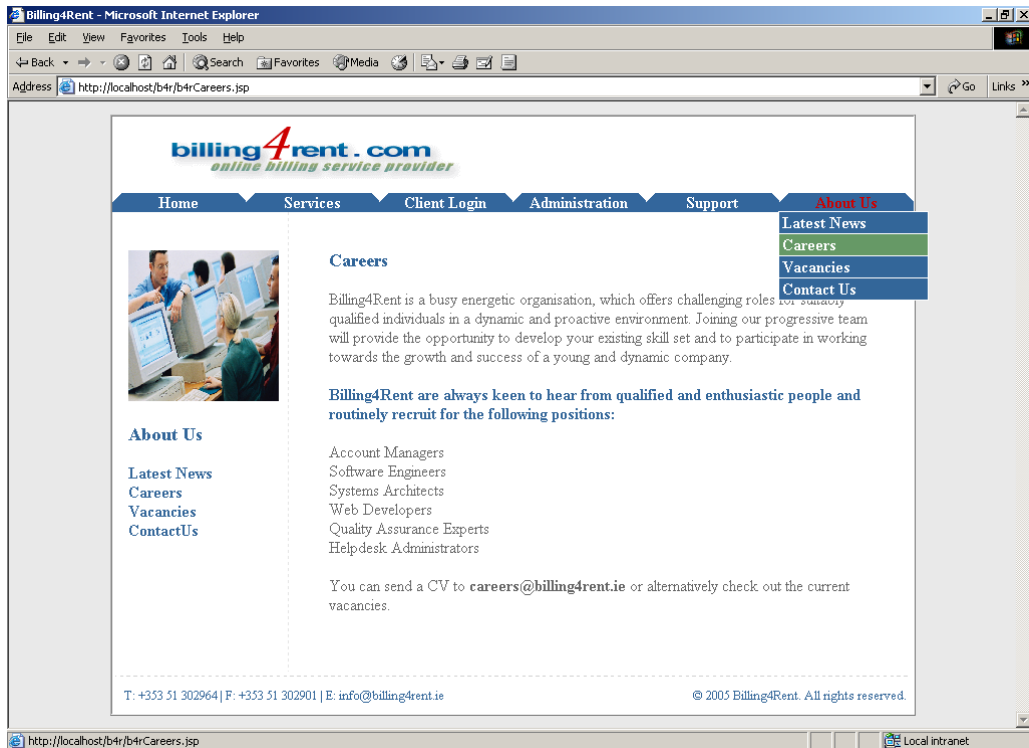 Billing4Rent - Microsoft Internet Explorer
File Edit View Favorites Tools Help
Back Search Favorites Media
Address http://localhost/b4r/b4rCareers.jsp Go Links »
billing4rent.com
online billing service provider
Home Services Client Login Administration Support About Us
Latest News
Careers
Vacancies
Contact Us
Careers
Billing4Rent is a busy energetic organisation, which offers challenging roles for suitably
qualified individuals in a dynamic and proactive environment. Joining our progressive team
will provide the opportunity to develop your existing skill set and to participate in working
towards the growth and success of a young and dynamic company.
Billing4Rent are always keen to hear from qualified and enthusiastic people and
routinely recruit for the following positions:
Account Managers
Software Engineers
Systems Architects
Web Developers
Quality Assurance Experts
Helpdesk Administrators
You can send a CV to careers@billing4rent.ie or alternatively check out the current
vacancies.
About Us
Latest News
Careers
Vacancies
ContactUs
T: +353 51 302964 | F: +353 51 302901 | E: info@billing4rent.ie © 2005 Billing4Rent. All rights reserved.
http://localhost/b4r/b4rCareers.jsp Local intranet